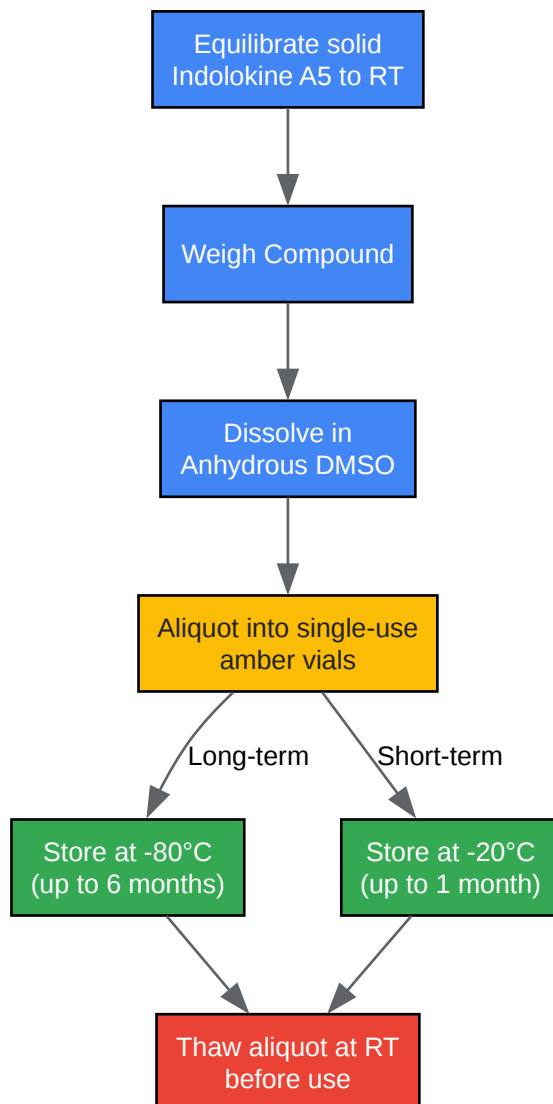 Equilibrate solid
Indolokine A5 to RT
Weigh Compound
Dissolve in
Anhydrous DMSO
Aliquot into single-use
amber vials
Long-term
Short-term
Store at -80°C
(up to 6 months)
Store at -20°C
(up to 1 month)
Thaw aliquot at RT
before use